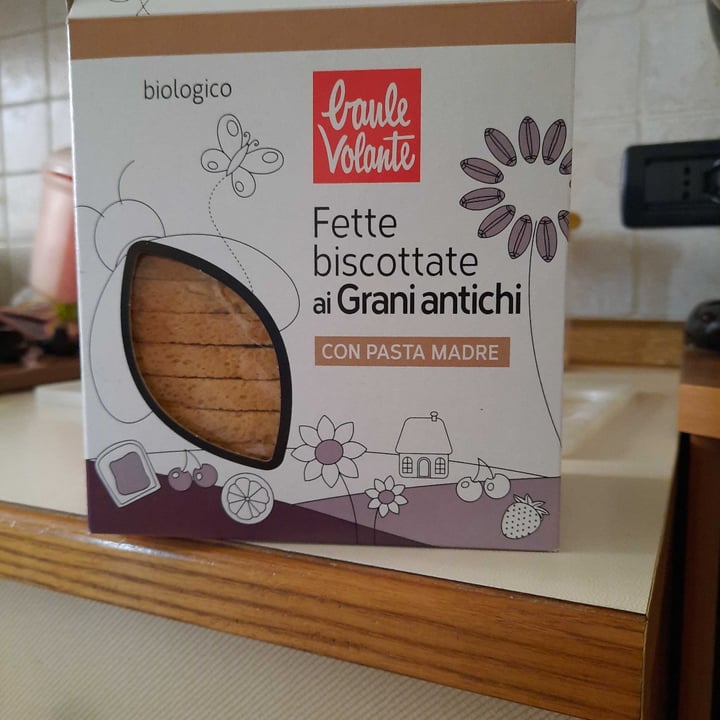 biologico
baule
Volante
Fette
biscottate
ai Grani antichi
CON PASTA MADRE